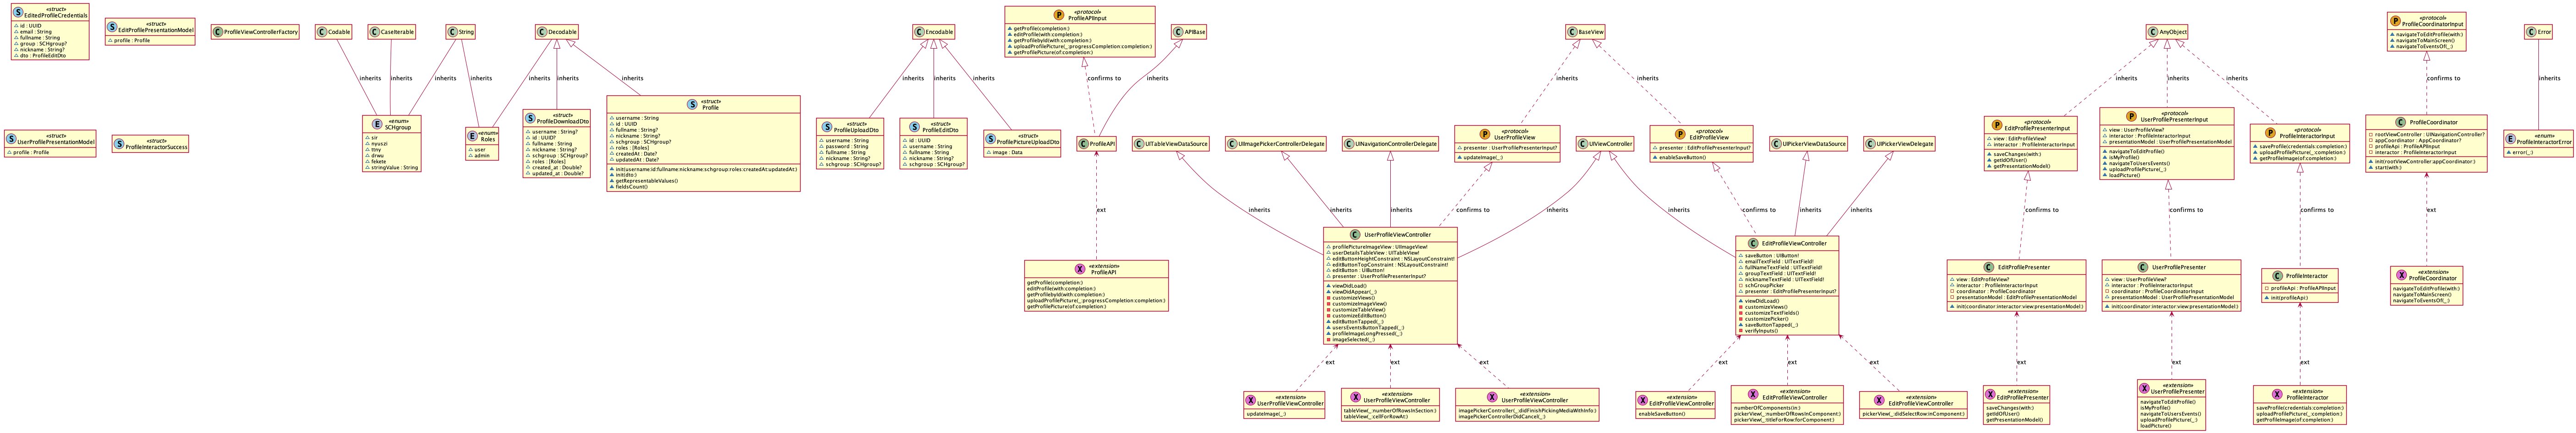 «struct»
EditedProfileCredentials
id : UUID
email : String
fullname : String
group : SCHgroup?
nickname : String?
dto : ProfileEditDto
«struct»
EditProfilePresentationModel
profile : Profile
ProfileViewControllerFactory
Codable
CaseIterable
String
Decodable
Encodable
«protocol»
ProfileAPIInput
getProfile(completion:)
editProfile(with:completion:)
getProfilebyId(with:completion:)
uploadProfilePicture(_:progressCompletion:completion:)
getProfilePicture(of:completion:)
APIBase
BaseView
AnyObject
«protocol»
ProfileCoordinatorInput
navigateToEditProfile(with:)
navigateToMainScreen()
navigateToEventsOf(_:)
Error
inherits
inherits
inherits
inherits
inherits
inherits
inherits
inherits
inherits
confirms to
inherits
inherits
inherits
inherits
inherits
inherits
confirms to
inherits
«struct»
UserProfilePresentationModel
profile : Profile
«struct»
ProfileInteractorSuccess
«enum»
SCHgroup
sir
nyuszi
ttny
drwu
fekete
stringValue : String
«enum»
Roles
user
admin
«struct»
ProfileDownloadDto
username : String?
id : UUID?
fullname : String
nickname : String?
schgroup : SCHgroup?
roles : [Roles]
created_at : Double?
updated_at : Double?
«struct»
Profile
username : String
id : UUID
fullname : String?
nickname : String?
schgroup : SCHgroup?
roles : [Roles]
createdAt : Date?
updatedAt : Date?
init(username:id:fullname:nickname:schgroup:roles:createdAt:updatedAt:)
init(dto:)
getRepresentableValues()
fieldsCount()
«struct»
ProfileUploadDto
username : String
password : String
fullname : String
nickname : String?
schgroup : SCHgroup?
«struct»
ProfileEditDto
id : UUID
username : String
fullname : String
nickname : String?
schgroup : SCHgroup?
«struct»
ProfilePictureUploadDto
image : Data
ProfileAPI
UITableViewDataSource
UIImagePickerControllerDelegate
UINavigationControllerDelegate
«protocol»
UserProfileView
presenter : UserProfilePresenterInput?
updateImage(_:)
UIViewController
«protocol»
EditProfileView
presenter : EditProfilePresenterInput?
enableSaveButton()
UIPickerViewDataSource
UIPickerViewDelegate
«protocol»
EditProfilePresenterInput
view : EditProfileView?
interactor : ProfileInteractorInput
saveChanges(with:)
getIdOfUser()
getPresentationModel()
«protocol»
UserProfilePresenterInput
view : UserProfileView?
interactor : ProfileInteractorInput
presentationModel : UserProfilePresentationModel
navigateToEditProfile()
isMyProfile()
navigateToUsersEvents()
uploadProfilePicture(_:)
loadPicture()
«protocol»
ProfileInteractorInput
saveProfile(credentials:completion:)
uploadProfilePicture(_:completion:)
getProfileImage(of:completion:)
ProfileCoordinator
rootViewController : UINavigationController?
appCoordinator : AppCoordinator?
profileApi : ProfileAPIInput
interactor : ProfileInteractorInput
init(rootViewController:appCoordinator:)
start(with:)
«enum»
ProfileInteractorError
error(_:)
ext
inherits
inherits
inherits
confirms to
inherits
inherits
confirms to
inherits
inherits
confirms to
confirms to
confirms to
ext
«extension»
ProfileAPI
getProfile(completion:)
editProfile(with:completion:)
getProfilebyId(with:completion:)
uploadProfilePicture(_:progressCompletion:completion:)
getProfilePicture(of:completion:)
UserProfileViewController
profilePictureImageView : UIImageView!
userDetailsTableView : UITableView!
editButtonHeightConstraint : NSLayoutConstraint!
editButtonTopConstraint : NSLayoutConstraint!
editButton : UIButton!
presenter : UserProfilePresenterInput?
viewDidLoad()
viewDidAppear(_:)
customizeViews()
customizeImageView()
customizeTableView()
customizeEditButton()
editButtonTapped(_:)
usersEventsButtonTapped(_:)
profileImageLongPressed(_:)
imageSelected(_:)
EditProfileViewController
saveButton : UIButton!
emailTextField : UITextField!
fullNameTextField : UITextField!
groupTextField : UITextField!
nicknameTextField : UITextField!
schGroupPicker
presenter : EditProfilePresenterInput?
viewDidLoad()
customizeViews()
customizeTextFields()
customizePicker()
saveButtonTapped(_:)
verifyInputs()
EditProfilePresenter
view : EditProfileView?
interactor : ProfileInteractorInput
coordinator : ProfileCoordinator
presentationModel : EditProfilePresentationModel
init(coordinator:interactor:view:presentationModel:)
UserProfilePresenter
view : UserProfileView?
interactor : ProfileInteractorInput
coordinator : ProfileCoordinatorInput
presentationModel : UserProfilePresentationModel
init(coordinator:interactor:view:presentationModel:)
ProfileInteractor
profileApi : ProfileAPIInput
init(profileApi:)
«extension»
ProfileCoordinator
navigateToEditProfile(with:)
navigateToMainScreen()
navigateToEventsOf(_:)
ext
ext
ext
ext
ext
ext
ext
ext
ext
«extension»
UserProfileViewController
updateImage(_:)
«extension»
UserProfileViewController
tableView(_:numberOfRowsInSection:)
tableView(_:cellForRowAt:)
«extension»
UserProfileViewController
imagePickerController(_:didFinishPickingMediaWithInfo:)
imagePickerControllerDidCancel(_:)
«extension»
EditProfileViewController
enableSaveButton()
«extension»
EditProfileViewController
numberOfComponents(in:)
pickerView(_:numberOfRowsInComponent:)
pickerView(_:titleForRow:forComponent:)
«extension»
EditProfileViewController
pickerView(_:didSelectRow:inComponent:)
«extension»
EditProfilePresenter
saveChanges(with:)
getIdOfUser()
getPresentationModel()
«extension»
UserProfilePresenter
navigateToEditProfile()
isMyProfile()
navigateToUsersEvents()
uploadProfilePicture(_:)
loadPicture()
«extension»
ProfileInteractor
saveProfile(credentials:completion:)
uploadProfilePicture(_:completion:)
getProfileImage(of:completion:)